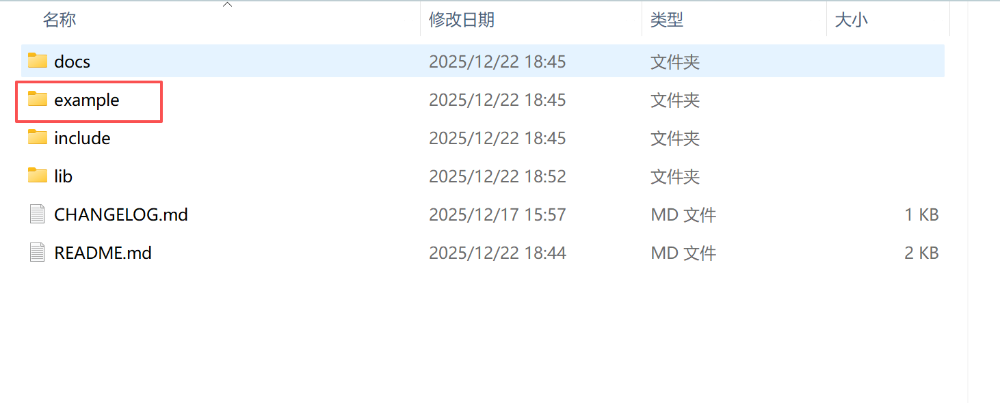 名称 修改日期 类型 大小
docs 2025/12/22 18:45 文件夹
example 2025/12/22 18:45 文件夹
include 2025/12/22 18:45 文件夹
lib 2025/12/22 18:52 文件夹
CHANGELOG.md 2025/12/17 15:57 MD 文件 1 KB
README.md 2025/12/22 18:44 MD 文件 2 KB